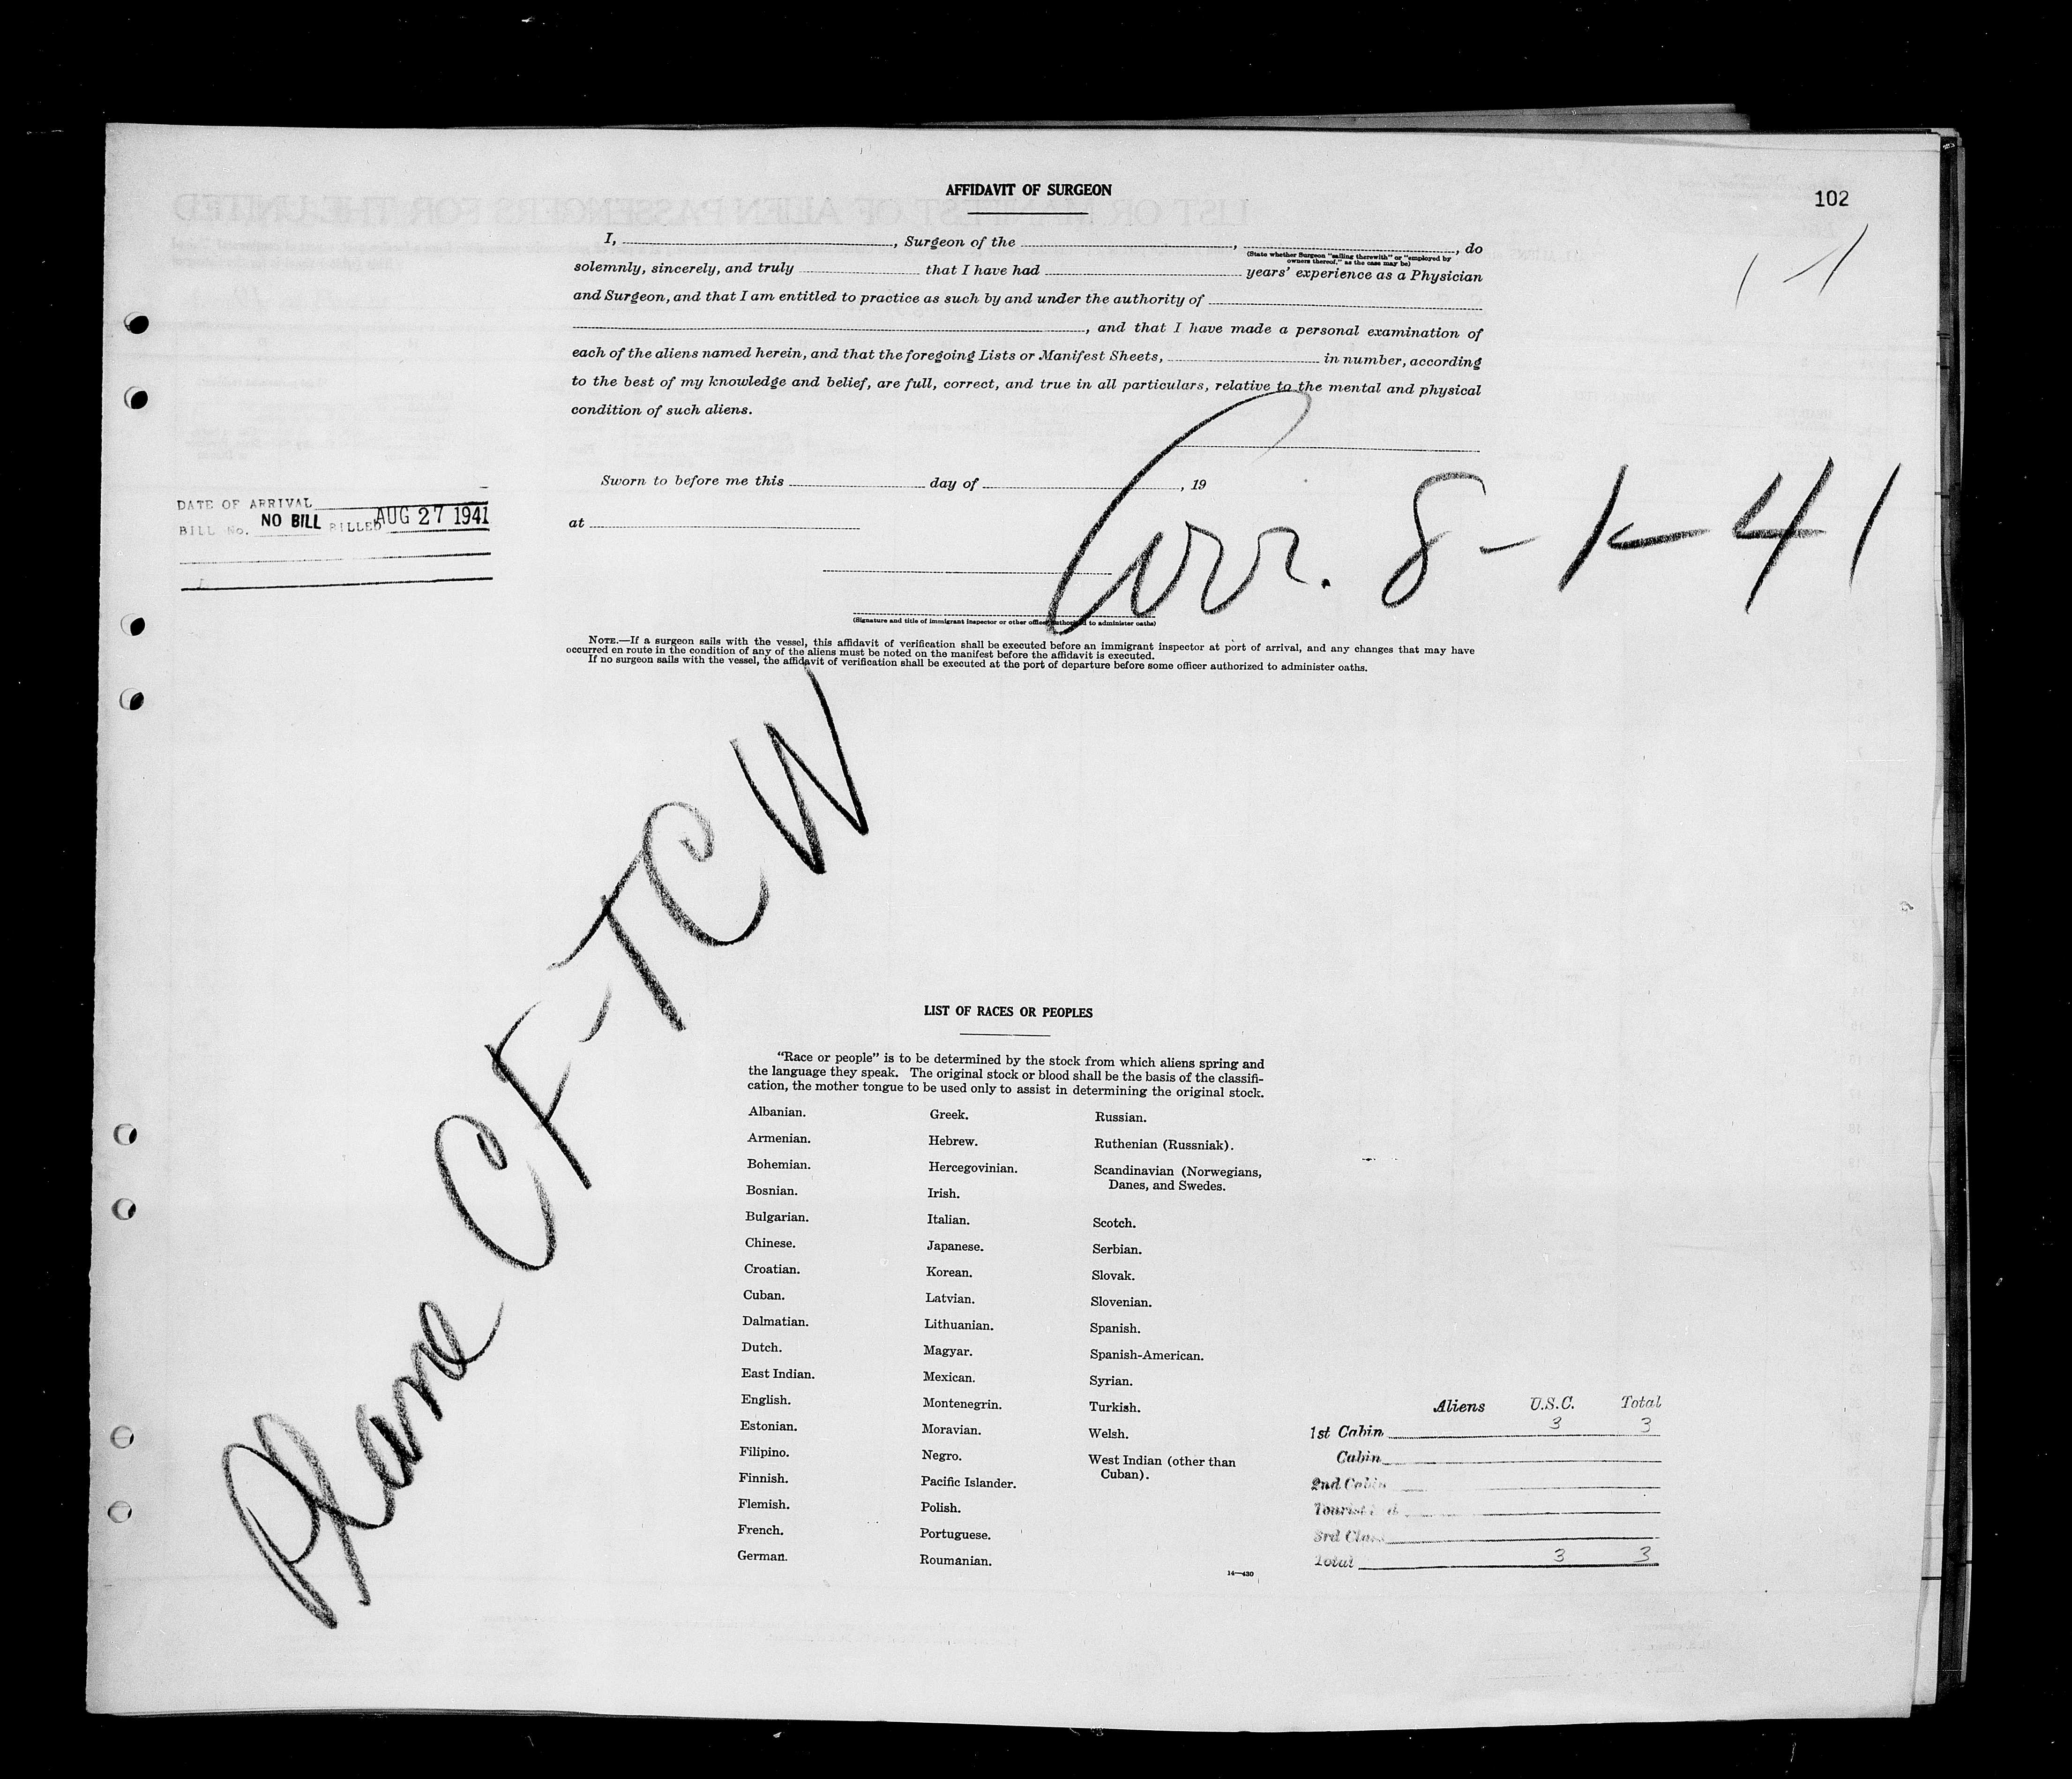 AFFIDAVIT OF SURGEON
102
1 - 1
I, , Surgeon of the , , do
(State whether Surgeon "sailing therewith" or "employed by
owners thereof," as the case may be)
solemnly, sincerely, and truly that I have had years' experience as a Physician
and Surgeon, and that I am entitled to practice as such by and under the authority of
, and that I have made a personal examination of
each of the aliens named herein, and that the foregoing Lists or Manifest Sheets, in number, according
to the best of my knowledge and belief, are full, correct, and true in all particulars, relative to the mental and physical
condition of such aliens.
Sworn to before me this day of , 19
at
Arr. 8-1-41
DATE OF ARRIVAL
BILL No. NO BILL BILLED AUG 27 1941
(Signature and title of immigrant inspector or other officer authorized to administer oaths)
NOTE.—If a surgeon sails with the vessel, this affidavit of verification shall be executed before an immigrant inspector at port of arrival, and any changes that may have
occurred en route in the condition of any of the aliens must be noted on the manifest before the affidavit is executed.
If no surgeon sails with the vessel, the affidavit of verification shall be executed at the port of departure before some officer authorized to administer oaths.
Plane CF-TCW
LIST OF RACES OR PEOPLES
"Race or people" is to be determined by the stock from which aliens spring and
the language they speak. The original stock or blood shall be the basis of the classifi-
cation, the mother tongue to be used only to assist in determining the original stock.
Albanian.
Armenian.
Bohemian.
Bosnian.
Bulgarian.
Chinese.
Croatian.
Cuban.
Dalmatian.
Dutch.
East Indian.
English.
Estonian.
Filipino.
Finnish.
Flemish.
French.
German.
Greek.
Hebrew.
Hercegovinian.
Irish.
Italian.
Japanese.
Korean.
Latvian.
Lithuanian.
Magyar.
Mexican.
Montenegrin.
Moravian.
Negro.
Pacific Islander.
Polish.
Portuguese.
Roumanian.
Russian.
Ruthenian (Russniak).
Scandinavian (Norwegians,
Danes, and Swedes.
Scotch.
Serbian.
Slovak.
Slovenian.
Spanish.
Spanish-American.
Syrian.
Turkish.
Welsh.
West Indian (other than
Cuban).
14—430
Aliens U.S.C. Total
1st Cabin 3 3
Cabin
2nd Cabin
Tourist
3rd Class
Total 3 3